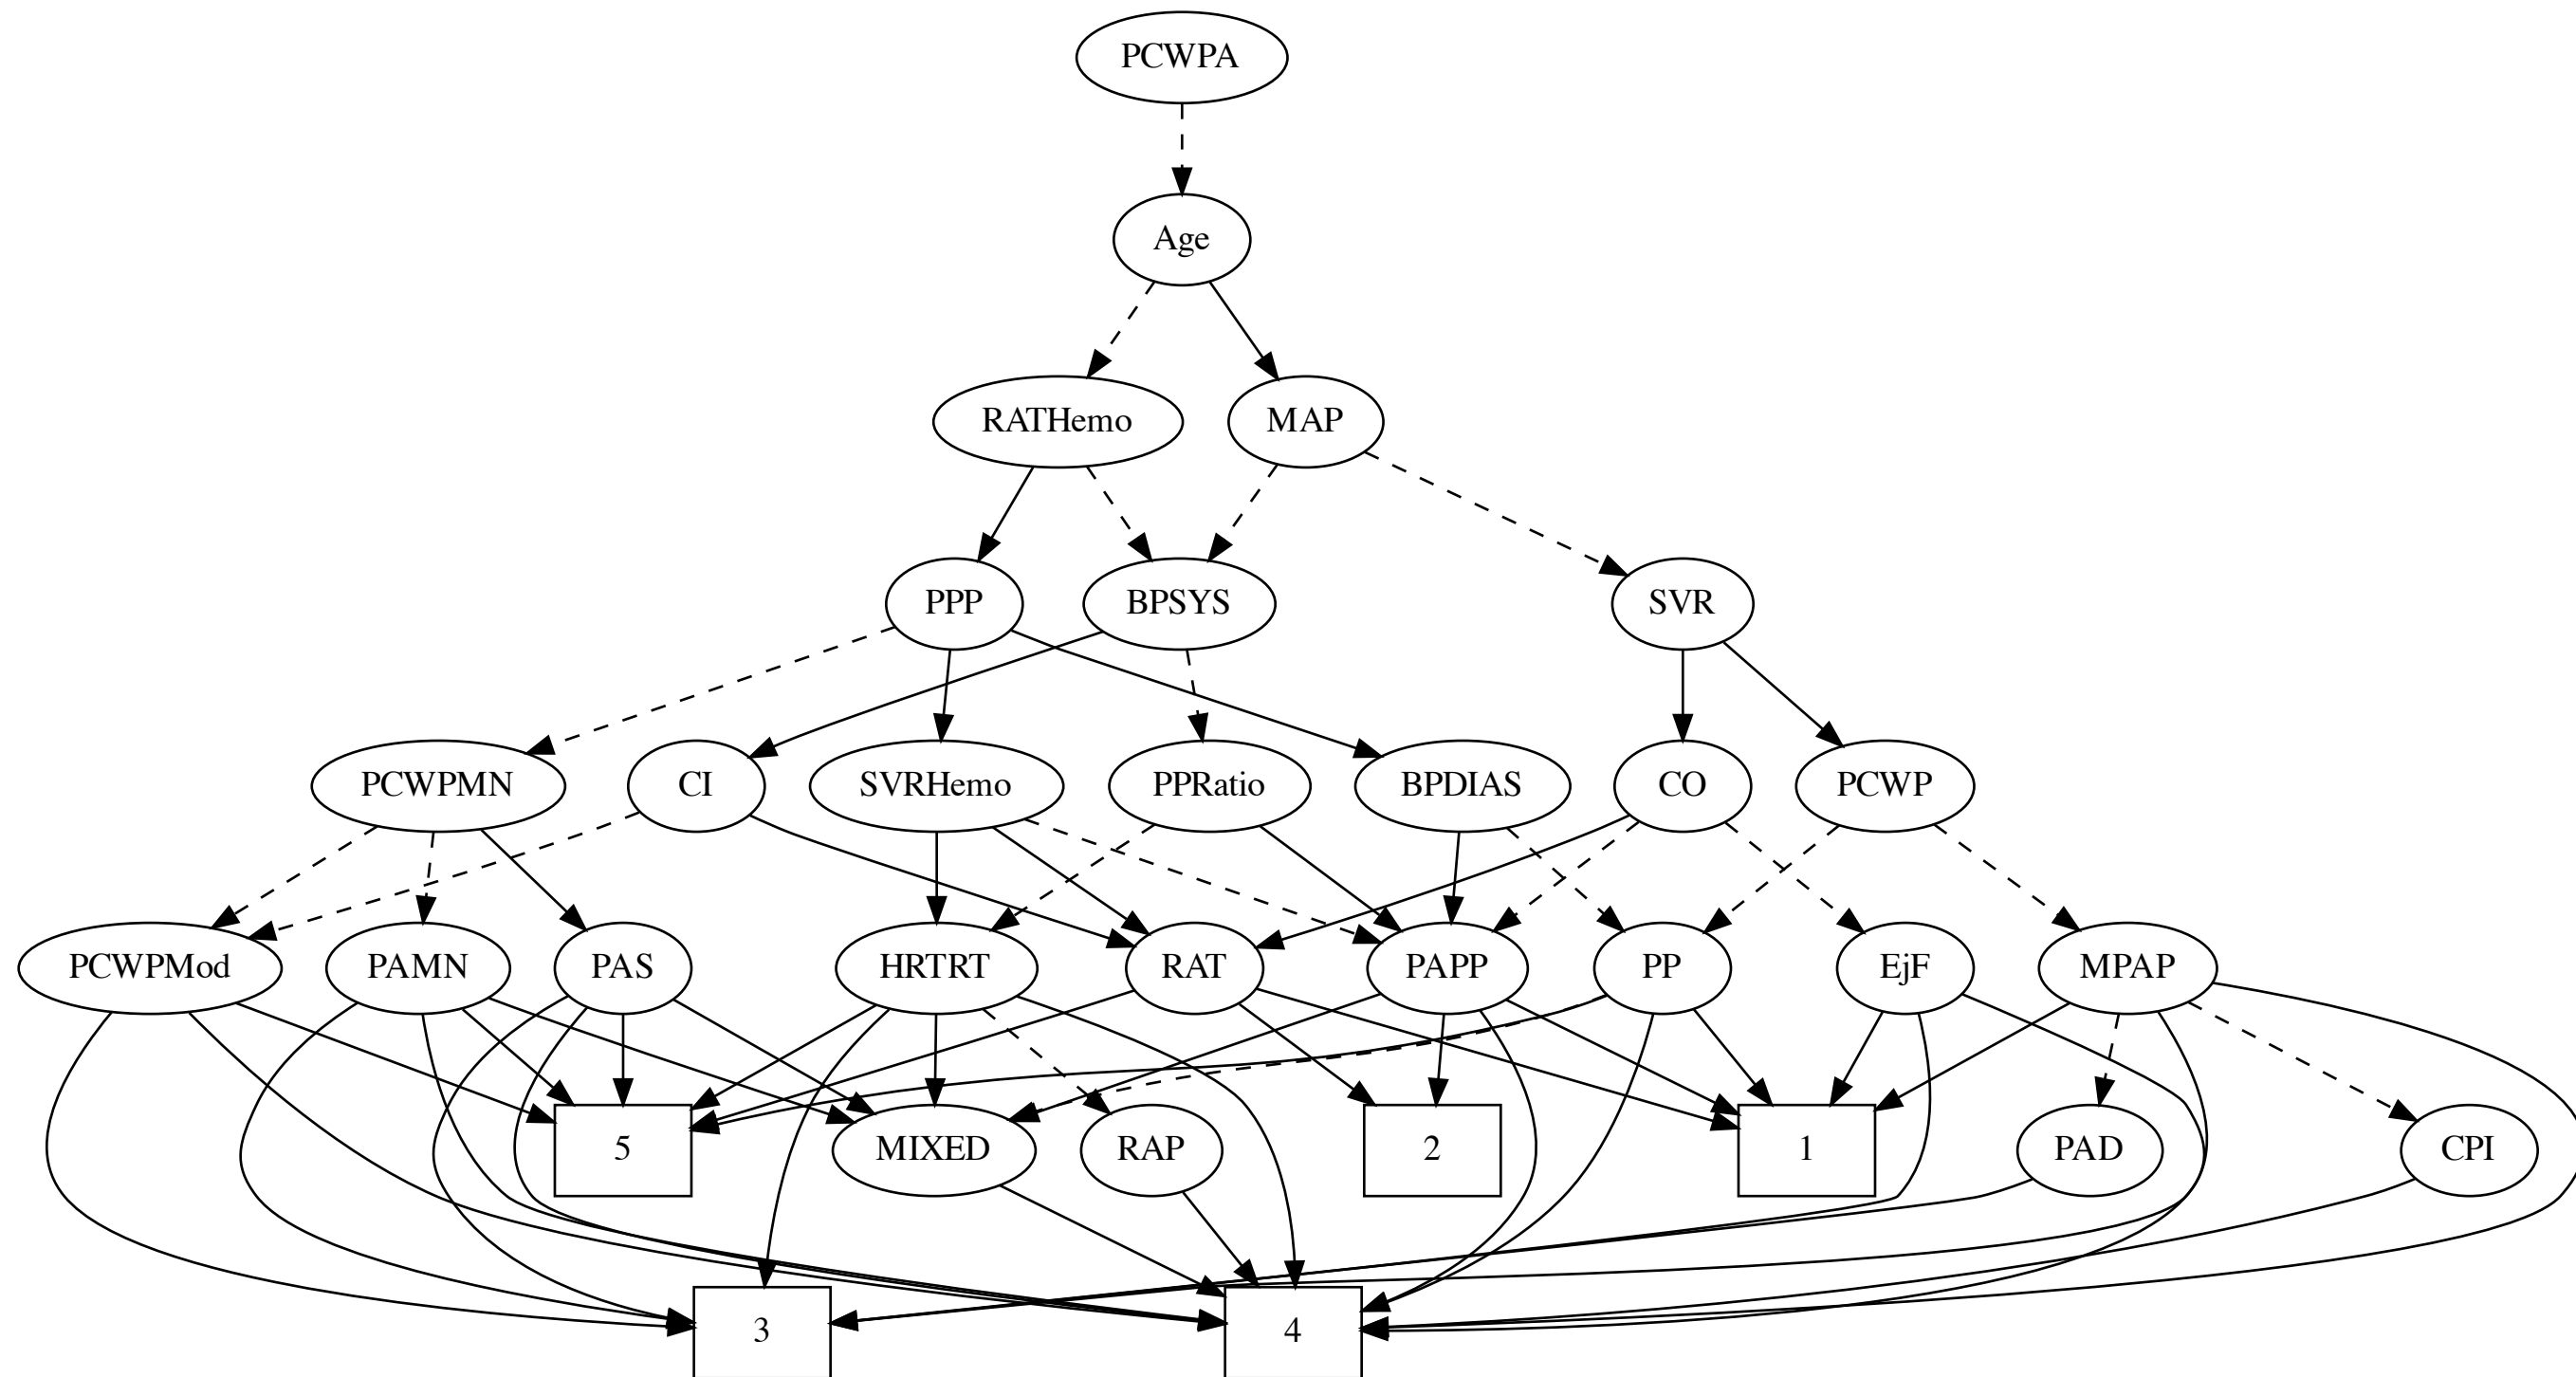 PCWPA
Age
RATHemo
MAP
PPP
BPSYS
SVR
PCWPMN
CI
SVRHemo
PPRatio
BPDIAS
CO
PCWP
PCWPMod
PAMN
PAS
HRTRT
RAT
PAPP
PP
EjF
MPAP
5
MIXED
RAP
2
1
PAD
CPI
3
4